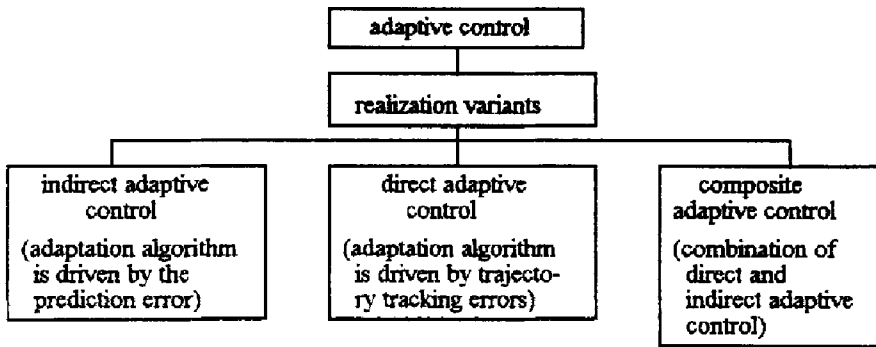 adaptive control
realization variants
indirect adaptive
control
(adaptation algorithm
is driven by the
prediction error)
direct adaptive
control
(adaptation algorithm
is driven by trajecto-
ry tracking errors)
composite
adaptive control
(combination of
direct and
indirect adaptive
control)